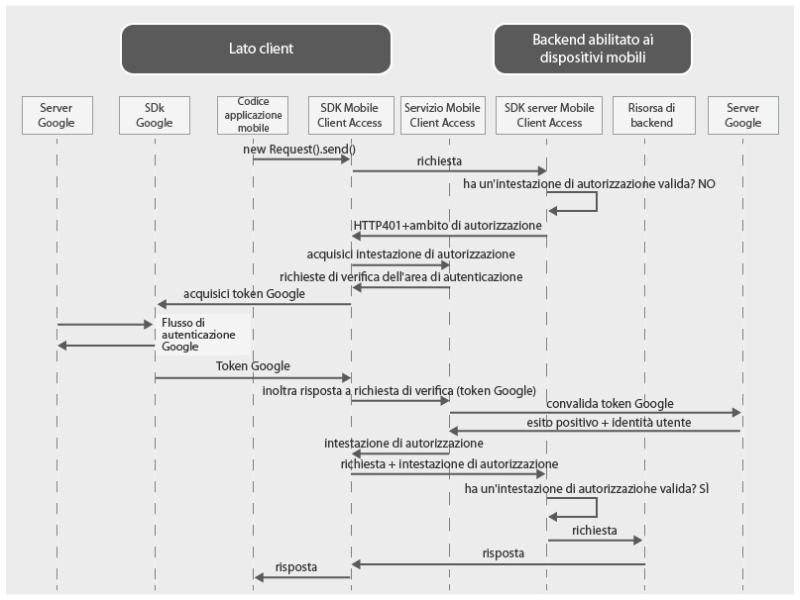 Lato client
Backend abilitato ai
dispositivi mobili
Server
Google
SDk
Google
Codice
applicazione
mobile
SDK Mobile
Client Access
Servizio Mobile
Client Access
SDK server Mobile
Client Access
Risorsa di
backend
Server
Google
new Request().send()
richiesta
ha un'intestazione di autorizzazione valida? NO
HTTP401+ambito di autorizzazione
acquisici intestazione di autorizzazione
richieste di verifica dell'area di autenticazione
acquisici token Google
Flusso di
autenticazione
Google
Token Google
inoltra risposta a richiesta di verifica (token Google)
convalida token Google
esito positivo + identità utente
intestazione di autorizzazione
richiesta + intestazione di autorizzazione
ha un'intestazione di autorizzazione valida? SÌ
richiesta
risposta
risposta